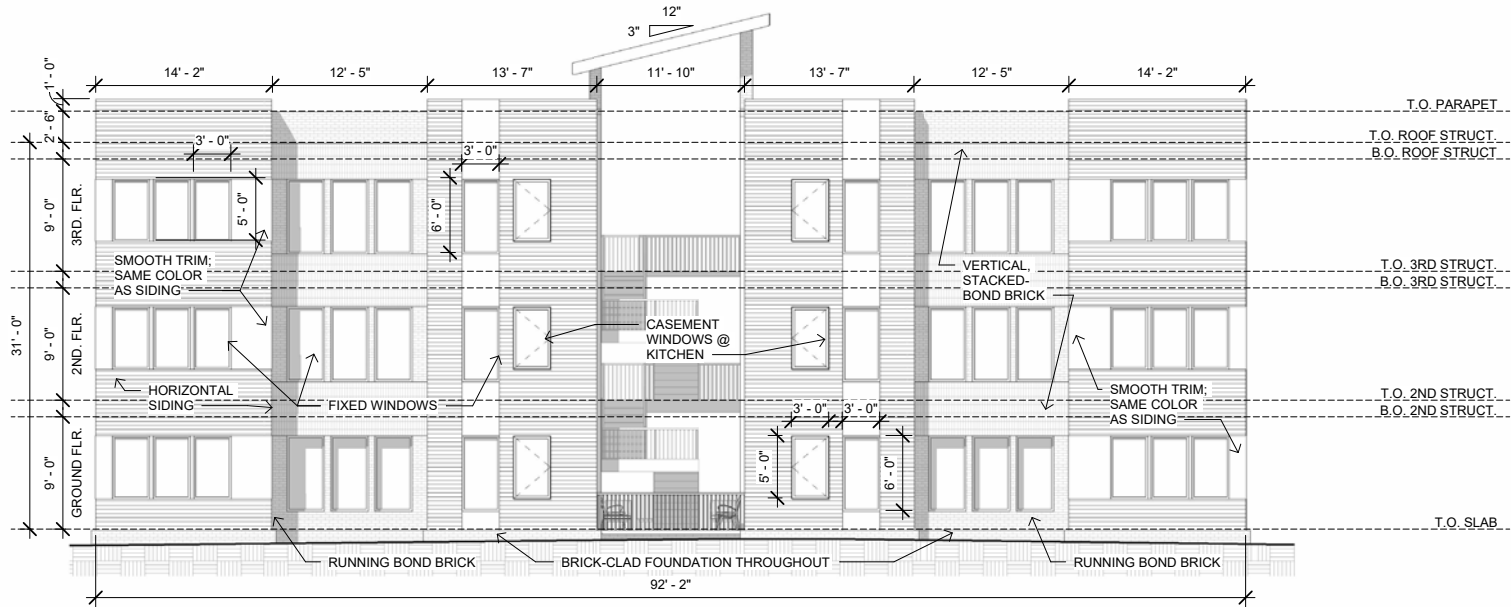 12"
3"
14' - 2"
12' - 5"
13' - 7"
11' - 10"
13' - 7"
12' - 5"
14' - 2"
1' - 0"
2' - 6"
T.O. PARAPET
T.O. ROOF STRUCT.
B.O. ROOF STRUCT
3' - 0"
3' - 0"
9' - 0"
3RD. FLR.
5' - 0"
6' - 0"
SMOOTH TRIM;
SAME COLOR
AS SIDING
VERTICAL,
STACKED-
BOND BRICK
T.O. 3RD STRUCT.
B.O. 3RD STRUCT.
31' - 0"
9' - 0"
2ND. FLR.
CASEMENT
WINDOWS @
KITCHEN
HORIZONTAL
SIDING
FIXED WINDOWS
SMOOTH TRIM;
SAME COLOR
AS SIDING
T.O. 2ND STRUCT.
B.O. 2ND STRUCT.
3' - 0"
3' - 0"
9' - 0"
GROUND FLR.
5' - 0"
6' - 0"
T.O. SLAB
RUNNING BOND BRICK
BRICK-CLAD FOUNDATION THROUGHOUT
RUNNING BOND BRICK
92' - 2"